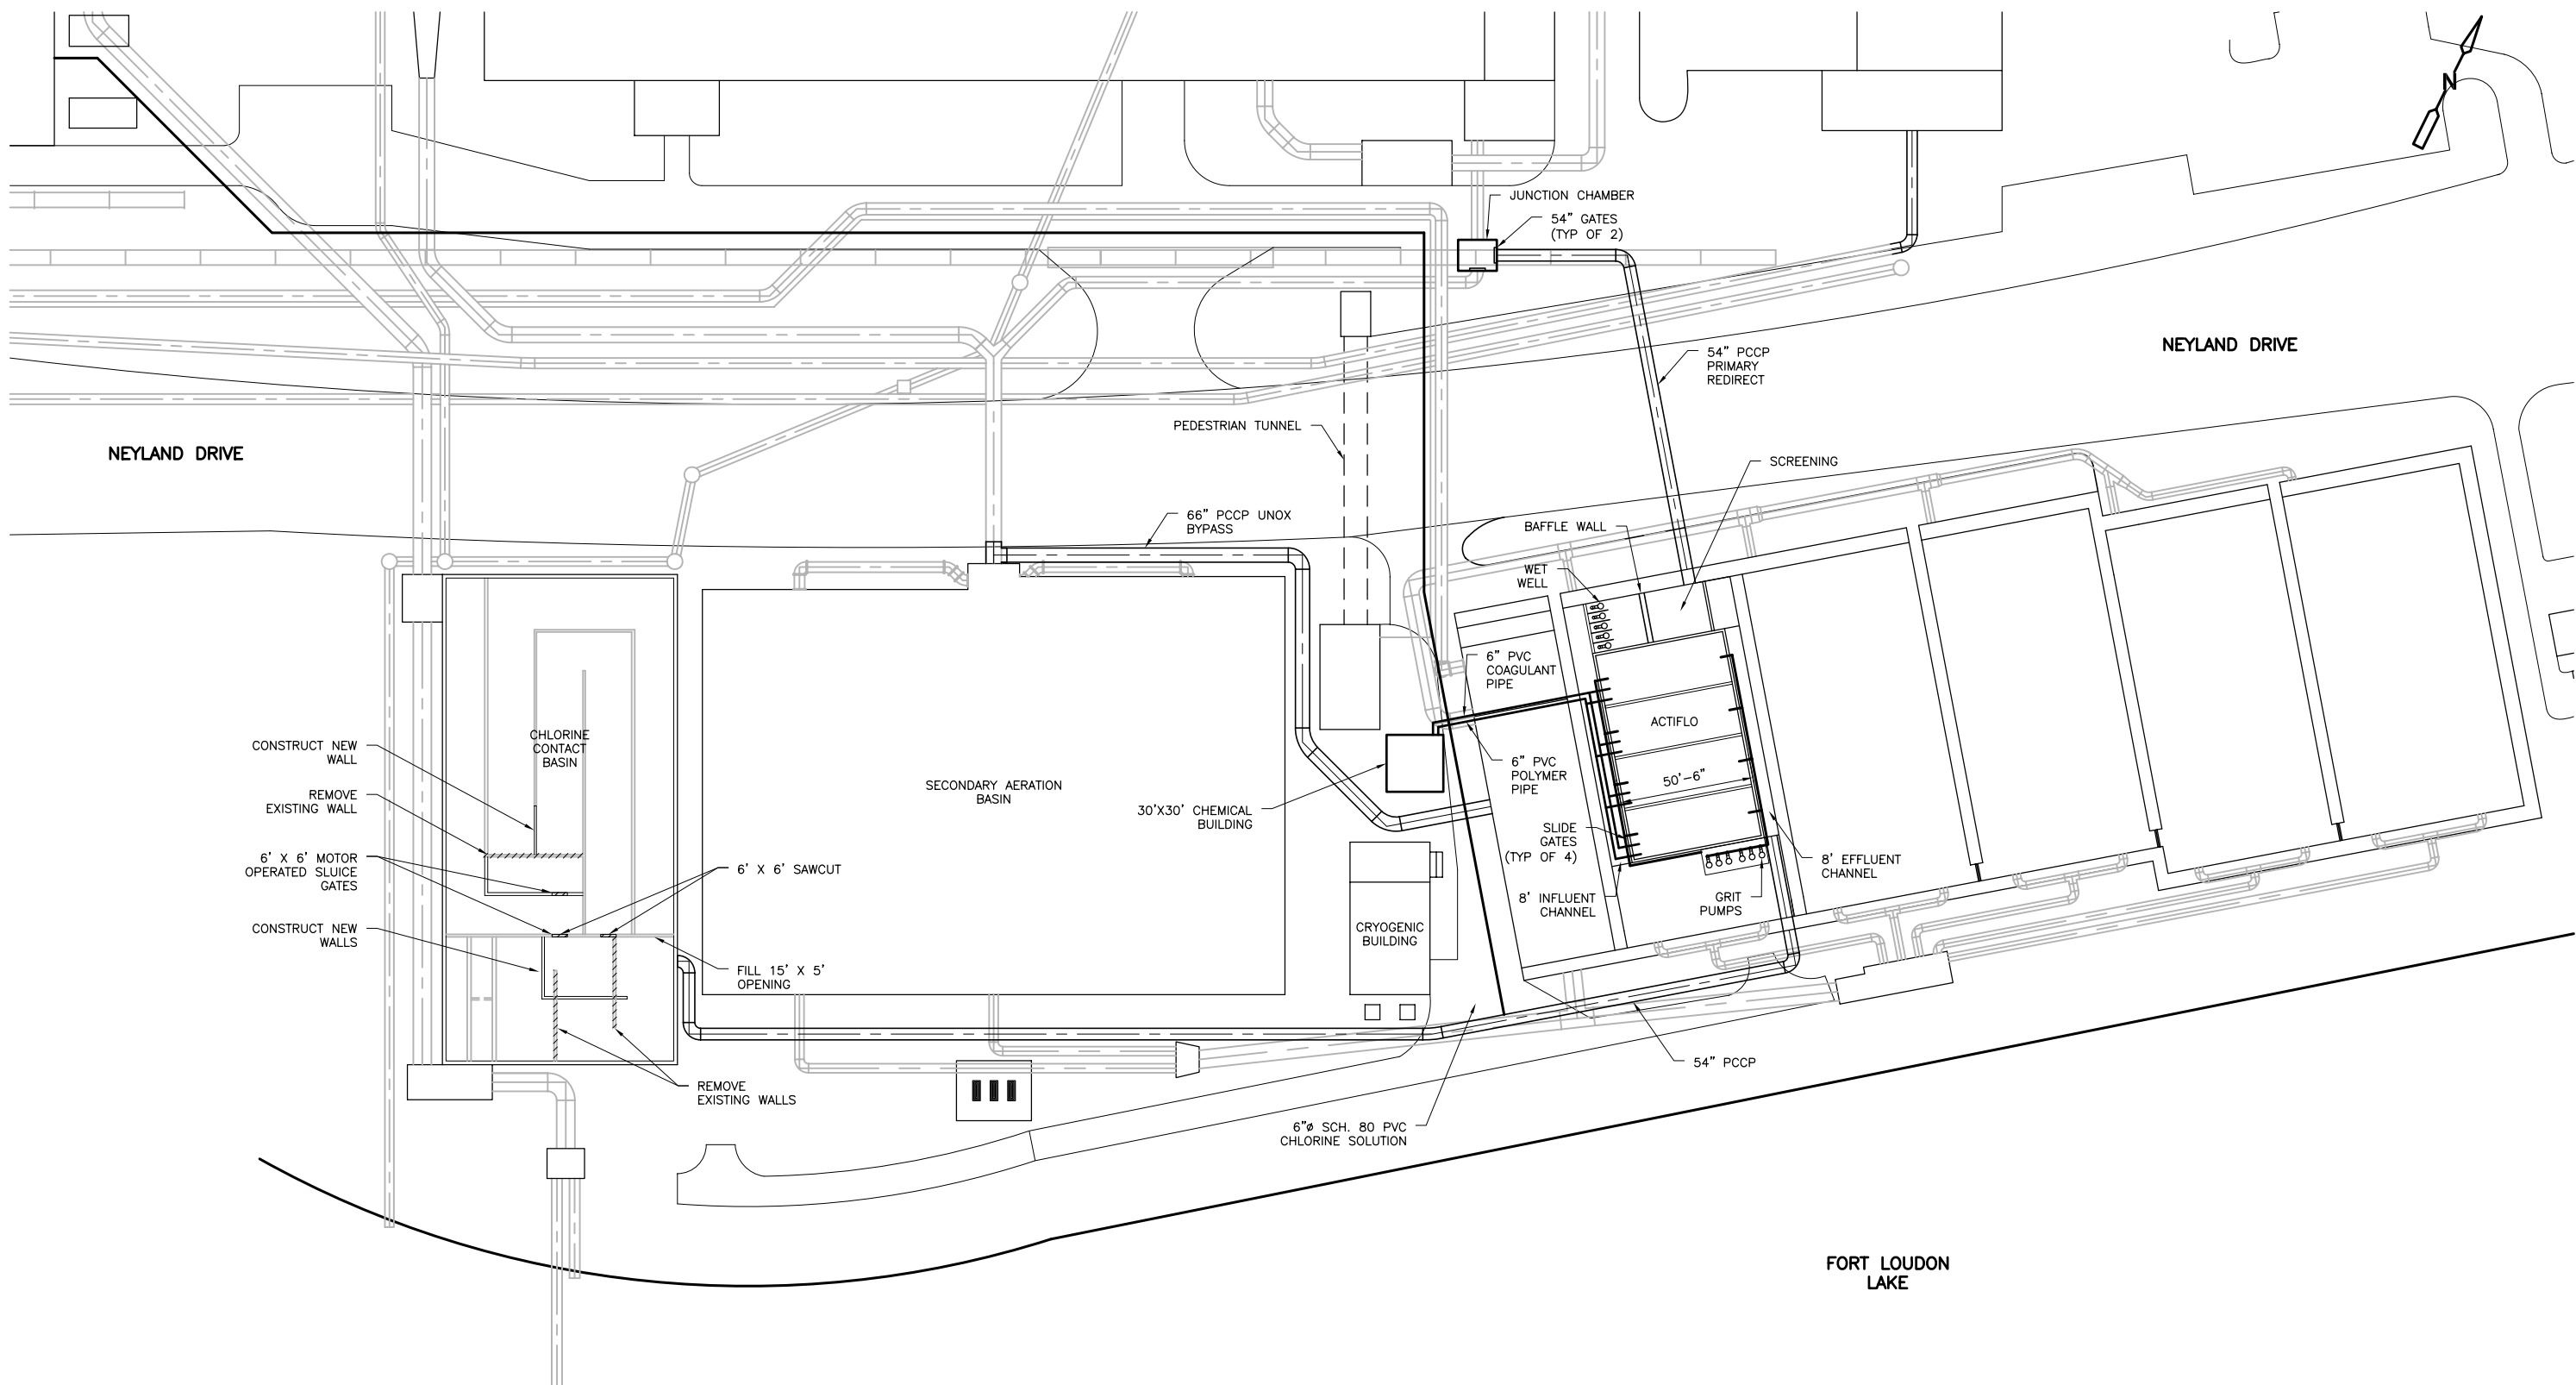 N
JUNCTION CHAMBER
54" GATES
(TYP OF 2)
NEYLAND DRIVE
54" PCCP
PRIMARY
REDIRECT
PEDESTRIAN TUNNEL
NEYLAND DRIVE
SCREENING
66" PCCP UNOX
BYPASS
BAFFLE WALL
WET
WELL
6" PVC
COAGULANT
PIPE
ACTIFLO
CHLORINE
CONTACT
BASIN
CONSTRUCT NEW
WALL
6" PVC
POLYMER
PIPE
50'-6"
SECONDARY AERATION
BASIN
REMOVE
EXISTING WALL
30'X30' CHEMICAL
BUILDING
SLIDE
GATES
(TYP OF 4)
6' X 6' MOTOR
OPERATED SLUICE
GATES
6' X 6' SAWCUT
8' EFFLUENT
CHANNEL
8' INFLUENT
CHANNEL
GRIT
PUMPS
CONSTRUCT NEW
WALLS
CRYOGENIC
BUILDING
FILL 15' X 5'
OPENING
54" PCCP
REMOVE
EXISTING WALLS
6"ø SCH. 80 PVC
CHLORINE SOLUTION
FORT LOUDON
LAKE